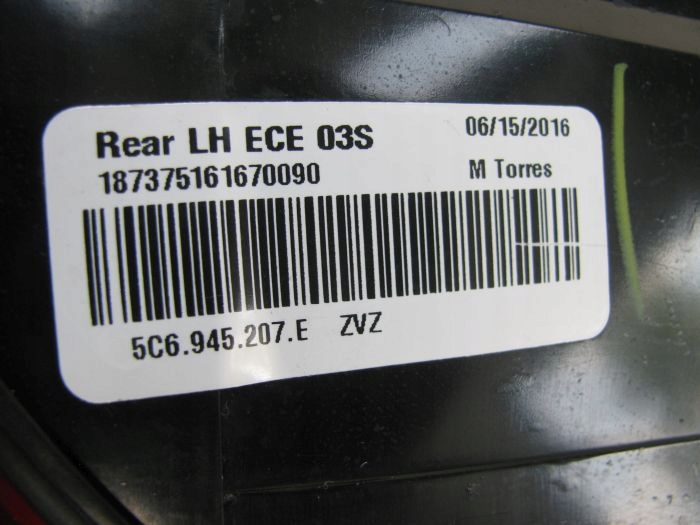 Rear LH ECE 03S 06/15/2016
187375161670090 M Torres
5C6.945.207.E ZVZ